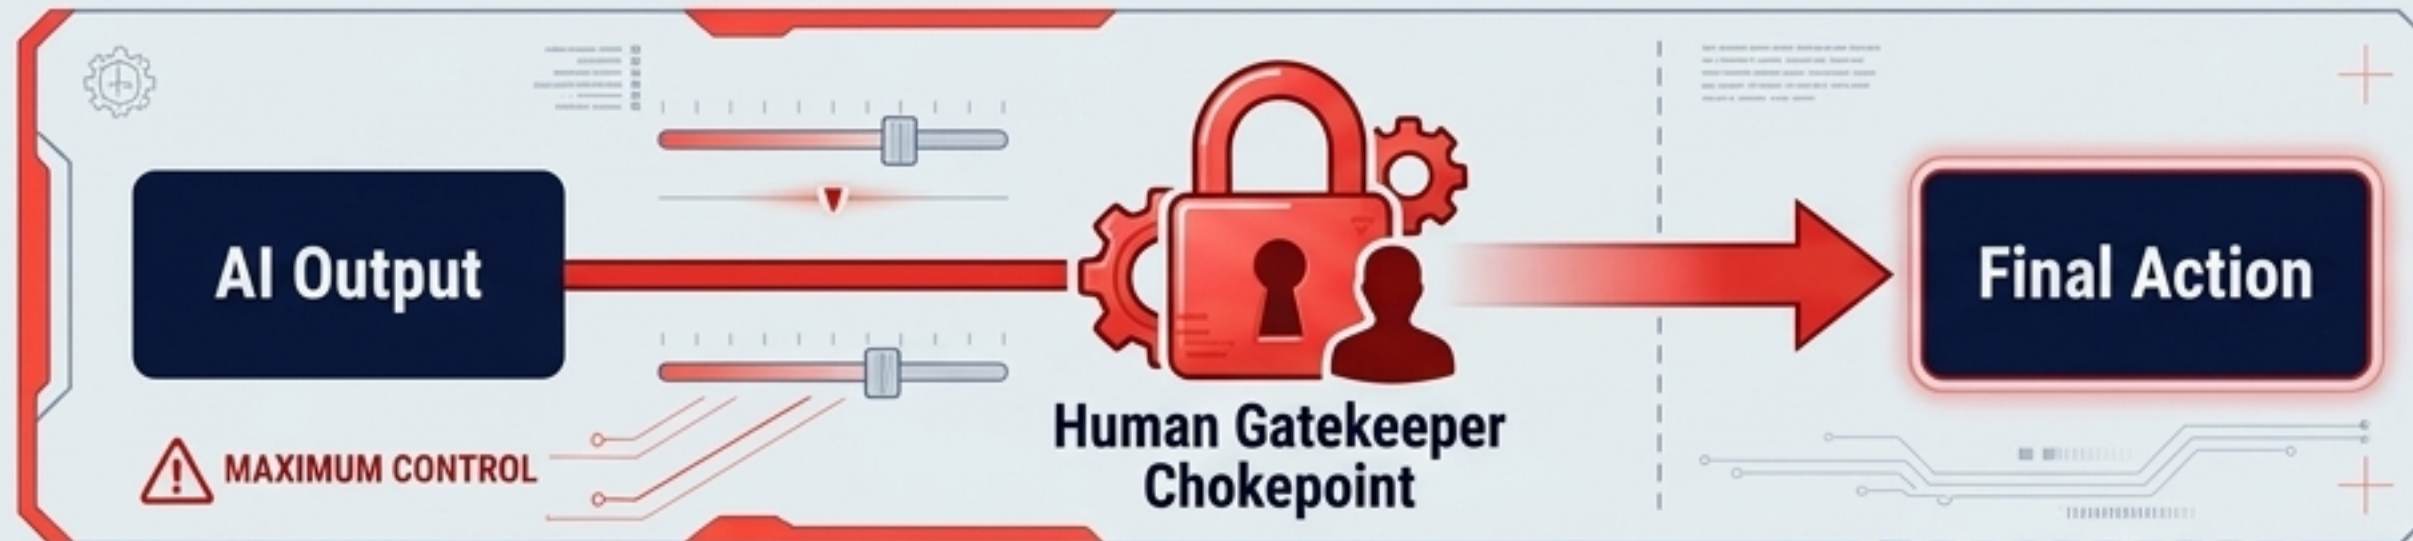 AI Output
MAXIMUM CONTROL
Human Gatekeeper
Chokepoint
Final Action